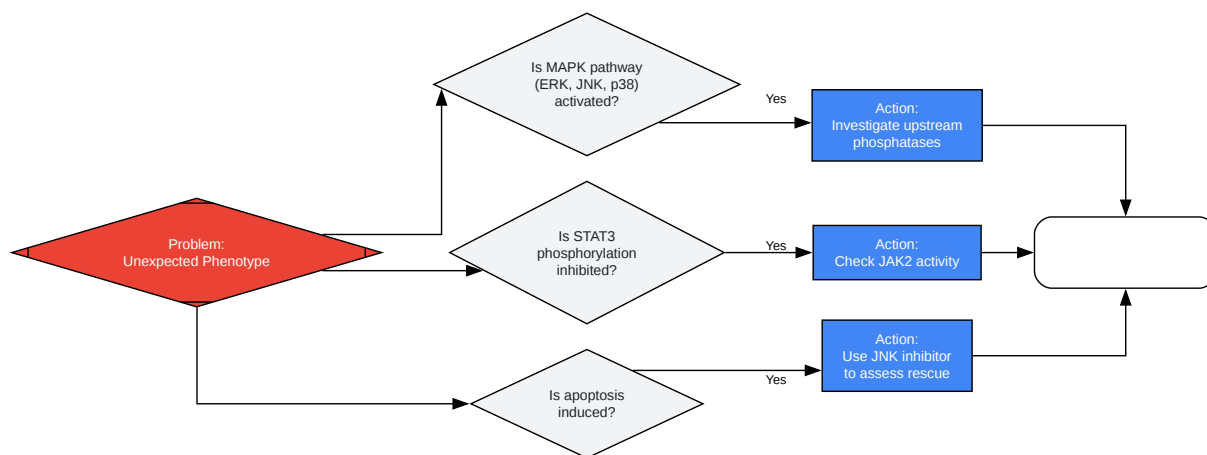 Problem:
Unexpected Phenotype
Is MAPK pathway
(ERK, JNK, p38)
activated?
Yes
Action:
Investigate upstream
phosphatases
Is STAT3
phosphorylation
inhibited?
Yes
Action:
Check JAK2 activity
Is apoptosis
induced?
Yes
Action:
Use JNK inhibitor
to assess rescue